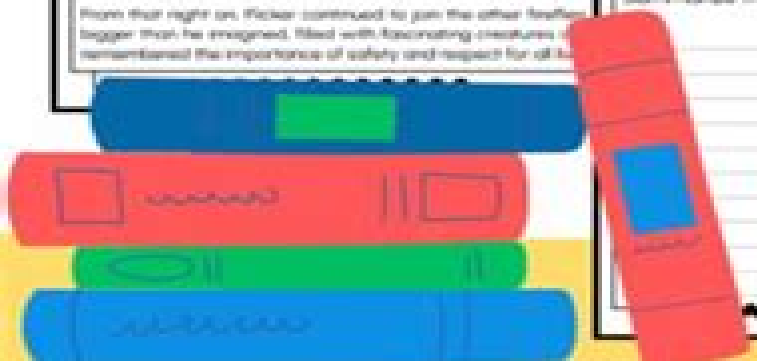 From that night on, Flicker continued to join the other fireflies
bigger than he imagined, filled with fascinating creatures
remembered the importance of safety and respect for all